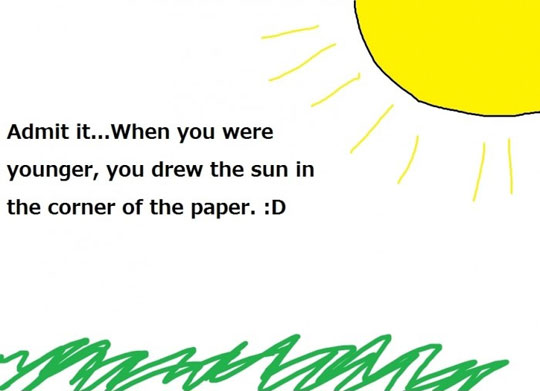 Admit it...When you were
younger, you drew the sun in
the corner of the paper. :D